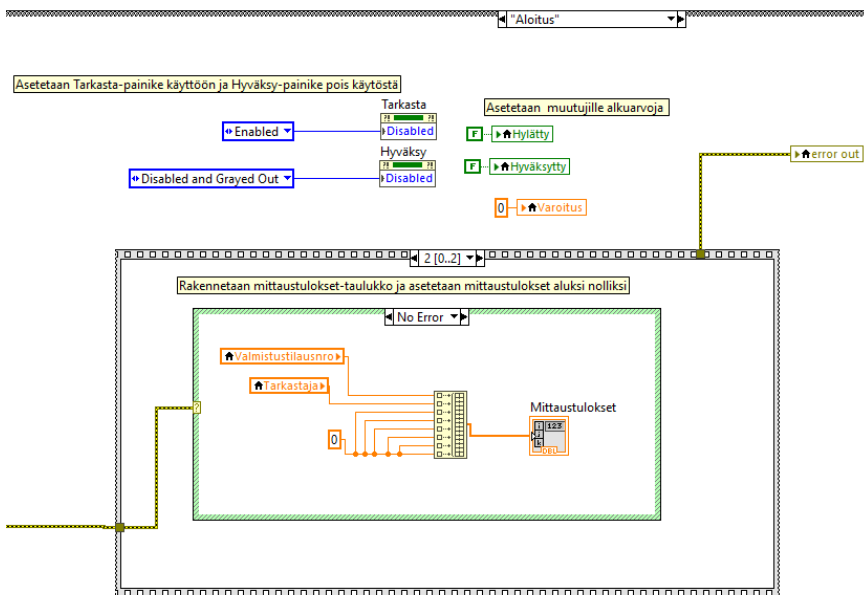 "Aloitus"
Asetetaan Tarkasta-painike käyttöön ja Hyväksy-painike pois käytöstä
Tarkasta
Enabled
Disabled
Hyväksy
Disabled and Grayed Out
Disabled
Asetetaan muutujille alkuarvoja
F
Hylätty
F
Hyväksytty
0
Varoitus
error out
2 [0..2]
Rakennetaan mittaustulokset-taulukko ja asetetaan mittaustulokset aluksi nolliksi
No Error
Valmistustilausnro
Tarkastaja
0
?
Mittaustulokset
i
123
j
k
DBL